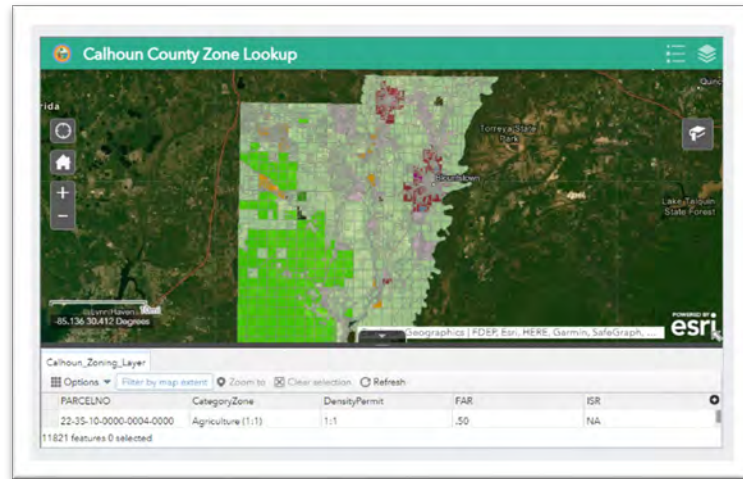 Calhoun County Zone Lookup
Quinc
rida
Torreya State
Park
Blountstown
Lake Talquin
State Forest
+
−
Lynn Haven
-85.136 30.412 Degrees
Geographics | FDEP, Esri, HERE, Garmin, SafeGraph, ...
POWERED BY
esri
Calhoun_Zoning_Layer
Options Filter by map extent Zoom to Clear selection Refresh
PARCELNO CategoryZone DensityPermit FAR ISR
22-35-10-0000-0004-0000 Agriculture (1:1) 1:1 .50 NA
11821 features 0 selected